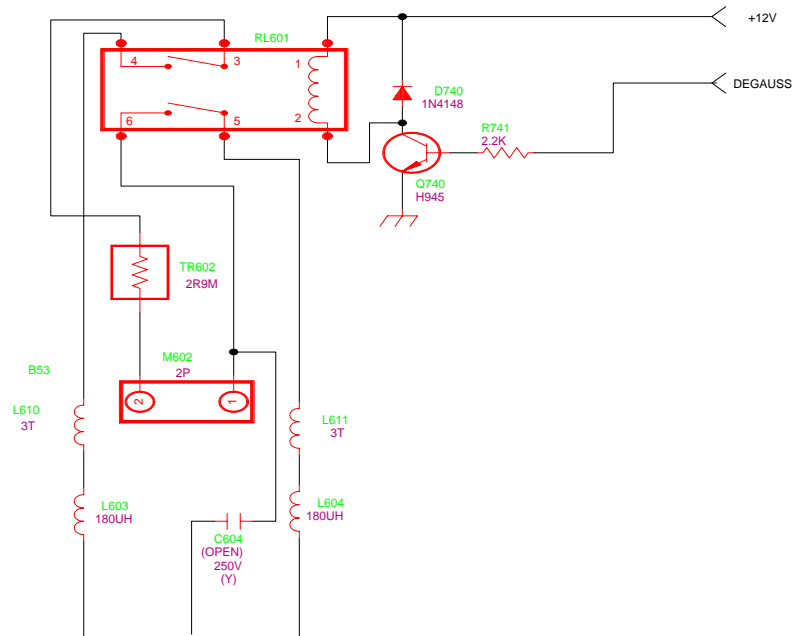 +12V
RL601
4
3
1
DEGAUSS
D740
1N4148
6
5
2
R741
2.2K
Q740
H945
TR602
2R9M
M602
2P
B53
2
1
L610
3T
L611
3T
L603
180UH
L604
180UH
C604
(OPEN)
250V
(Y)